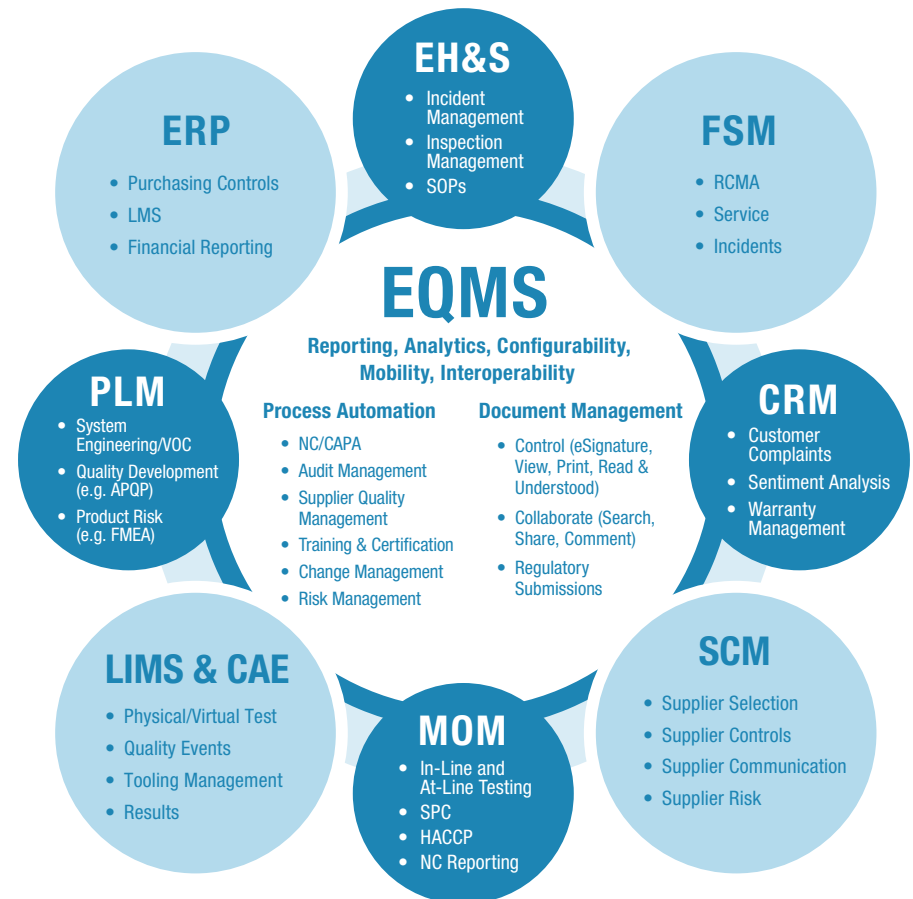 EH&S
• Incident
Management
• Inspection
Management
• SOPs
ERP
• Purchasing Controls
• LMS
• Financial Reporting
FSM
• RCMA
• Service
• Incidents
EQMS
Reporting, Analytics, Configurability,
Mobility, Interoperability
Process Automation
• NC/CAPA
• Audit Management
• Supplier Quality
Management
• Training & Certification
• Change Management
• Risk Management
Document Management
• Control (eSignature,
View, Print, Read &
Understood)
• Collaborate (Search,
Share, Comment)
• Regulatory
Submissions
PLM
• System
Engineering/VOC
• Quality Development
(e.g. APQP)
• Product Risk
(e.g. FMEA)
CRM
• Customer
Complaints
• Sentiment Analysis
• Warranty
Management
LIMS & CAE
• Physical/Virtual Test
• Quality Events
• Tooling Management
• Results
MOM
• In-Line and
At-Line Testing
• SPC
• HACCP
• NC Reporting
SCM
• Supplier Selection
• Supplier Controls
• Supplier Communication
• Supplier Risk